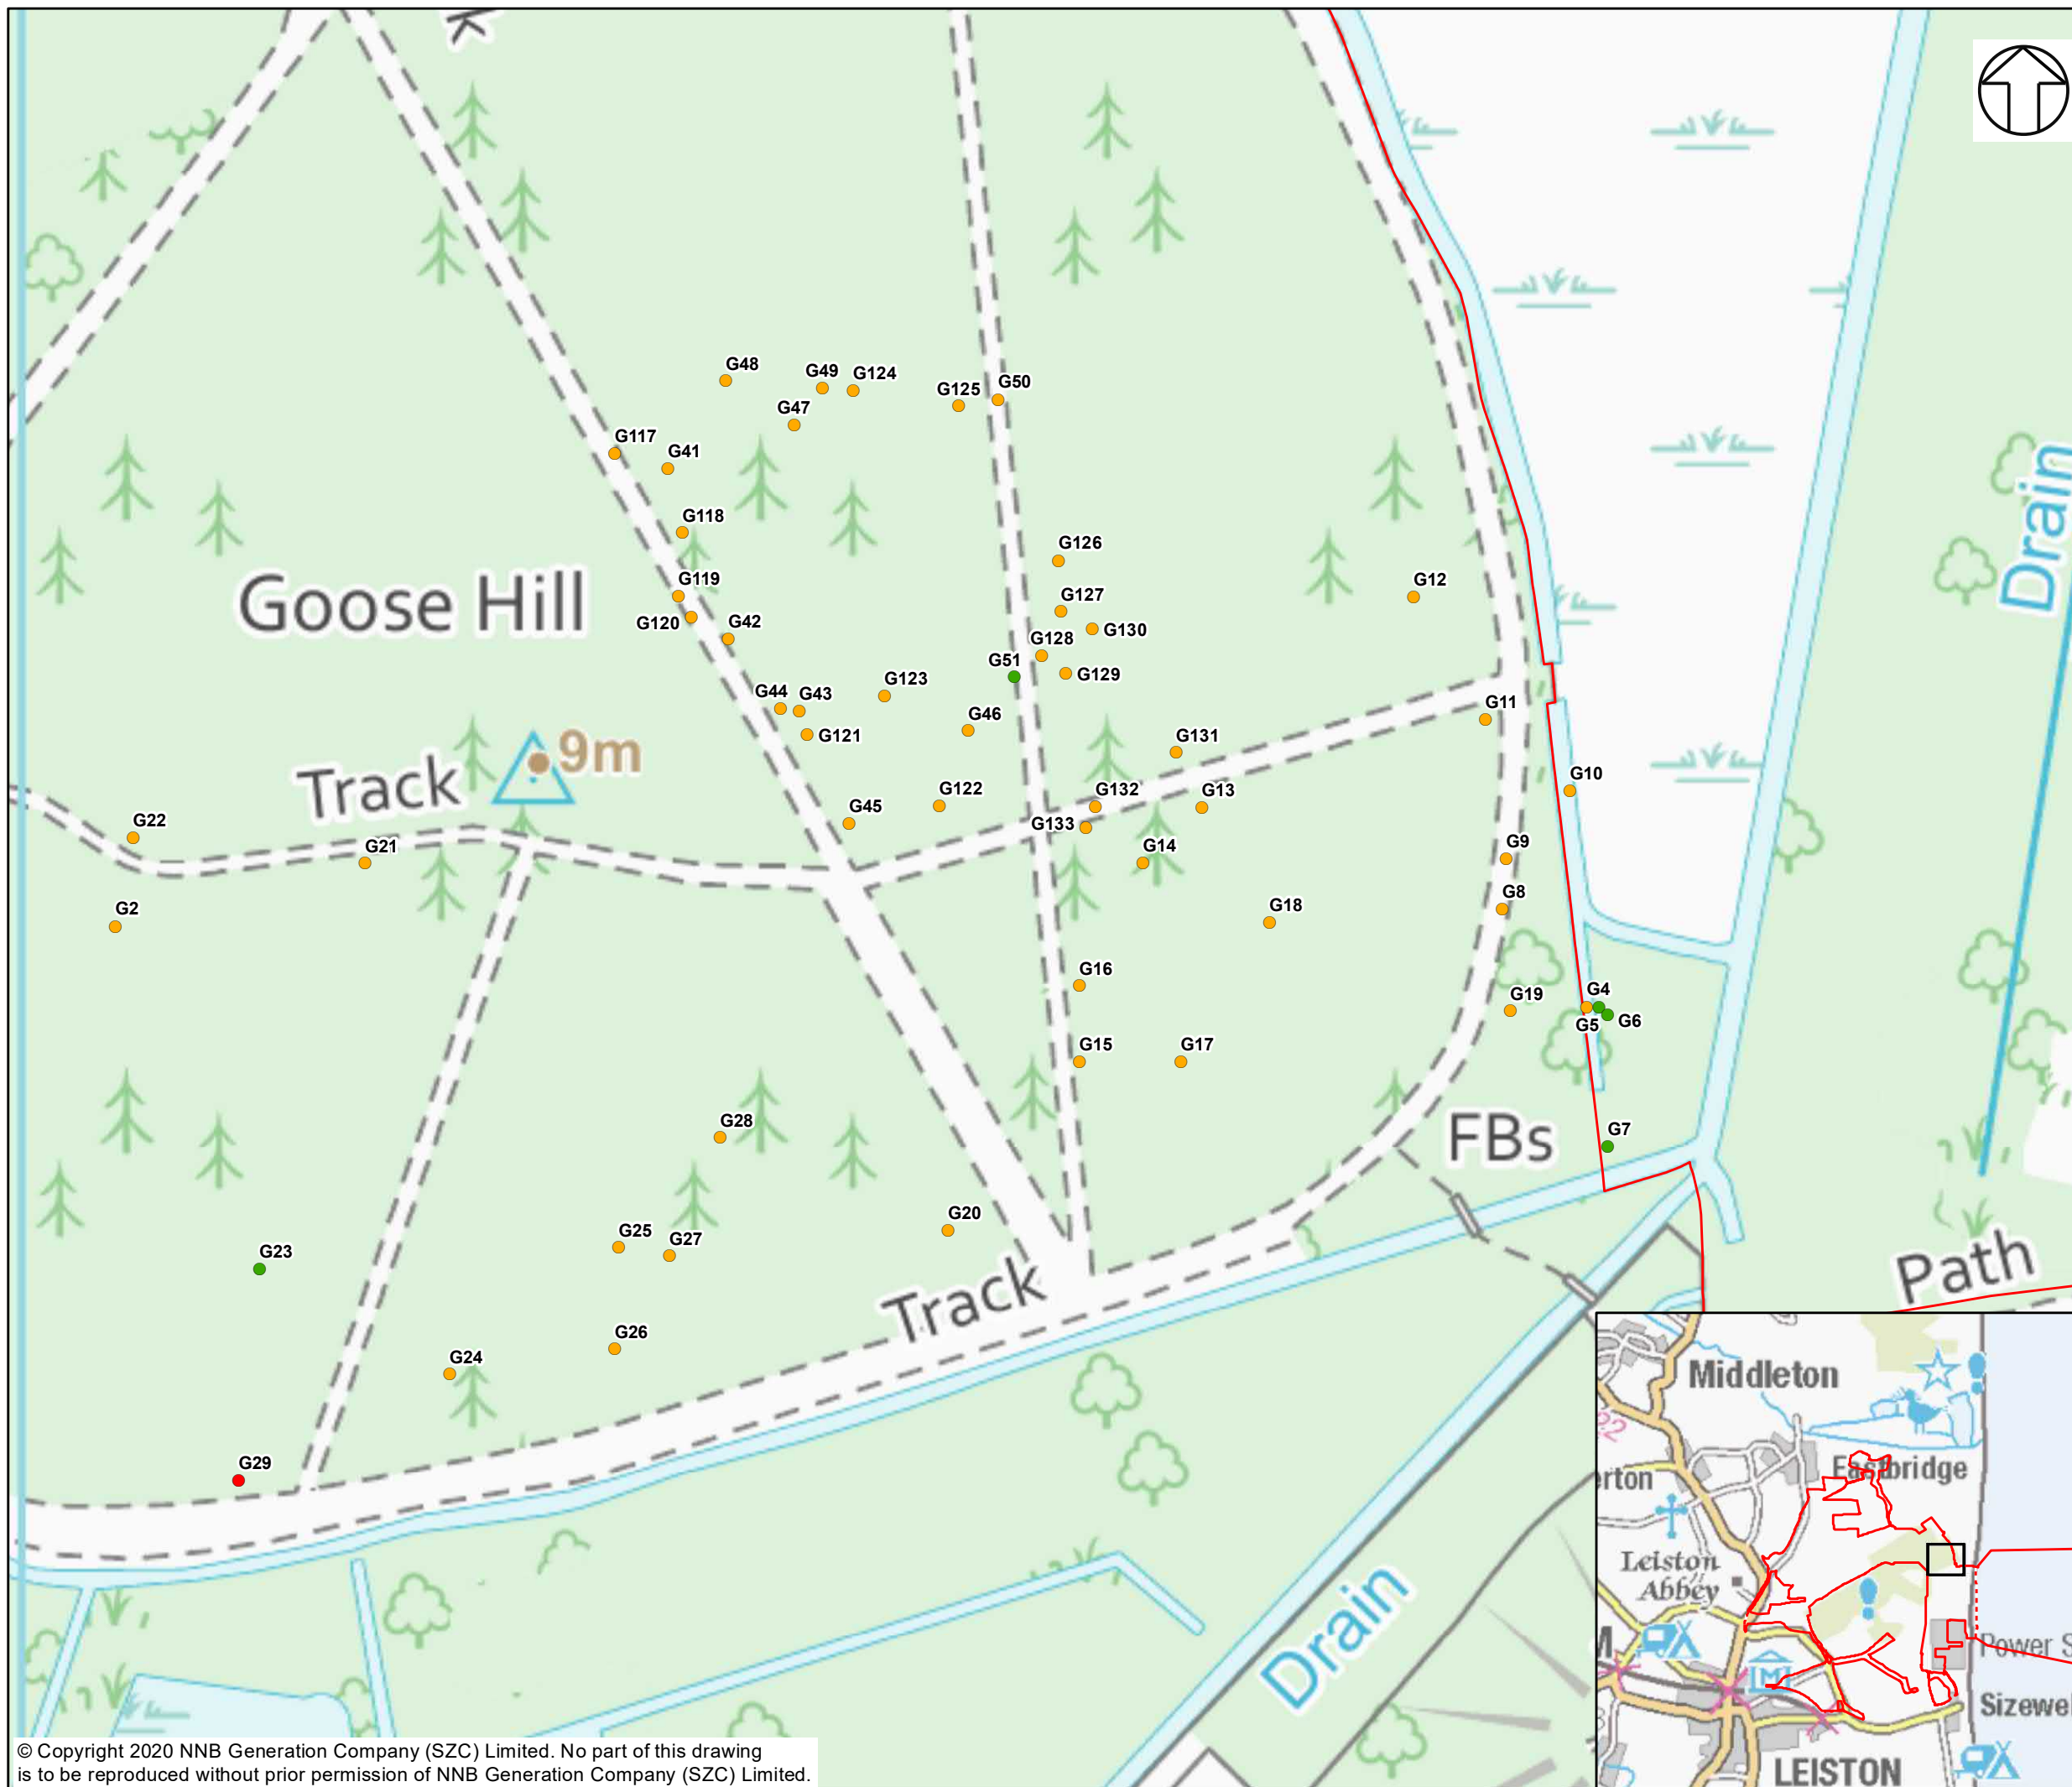 k
G48
G49
G124
G47
G125
G50
G117
G41
G118
G126
Drain
G119
G127
G12
Goose Hill
G120
G42
G128
G130
G51
G129
G44
G43
G123
G46
G11
G121
G131
9m
Track
G10
G45
G122
G132
G13
G133
G22
G21
G14
G9
G2
G18
G8
G16
G19
G4
G5
G6
G15
G17
G28
FBs
G7
G20
G25
G27
G23
Track
Path
G26
G24
G29
Drain
Middleton
22
Eastbridge
erton
Leiston
Abbey
M
M
Power S
Sizewe
LEISTON
© Copyright 2020 NNB Generation Company (SZC) Limited. No part of this drawing
is to be reproduced without prior permission of NNB Generation Company (SZC) Limited.